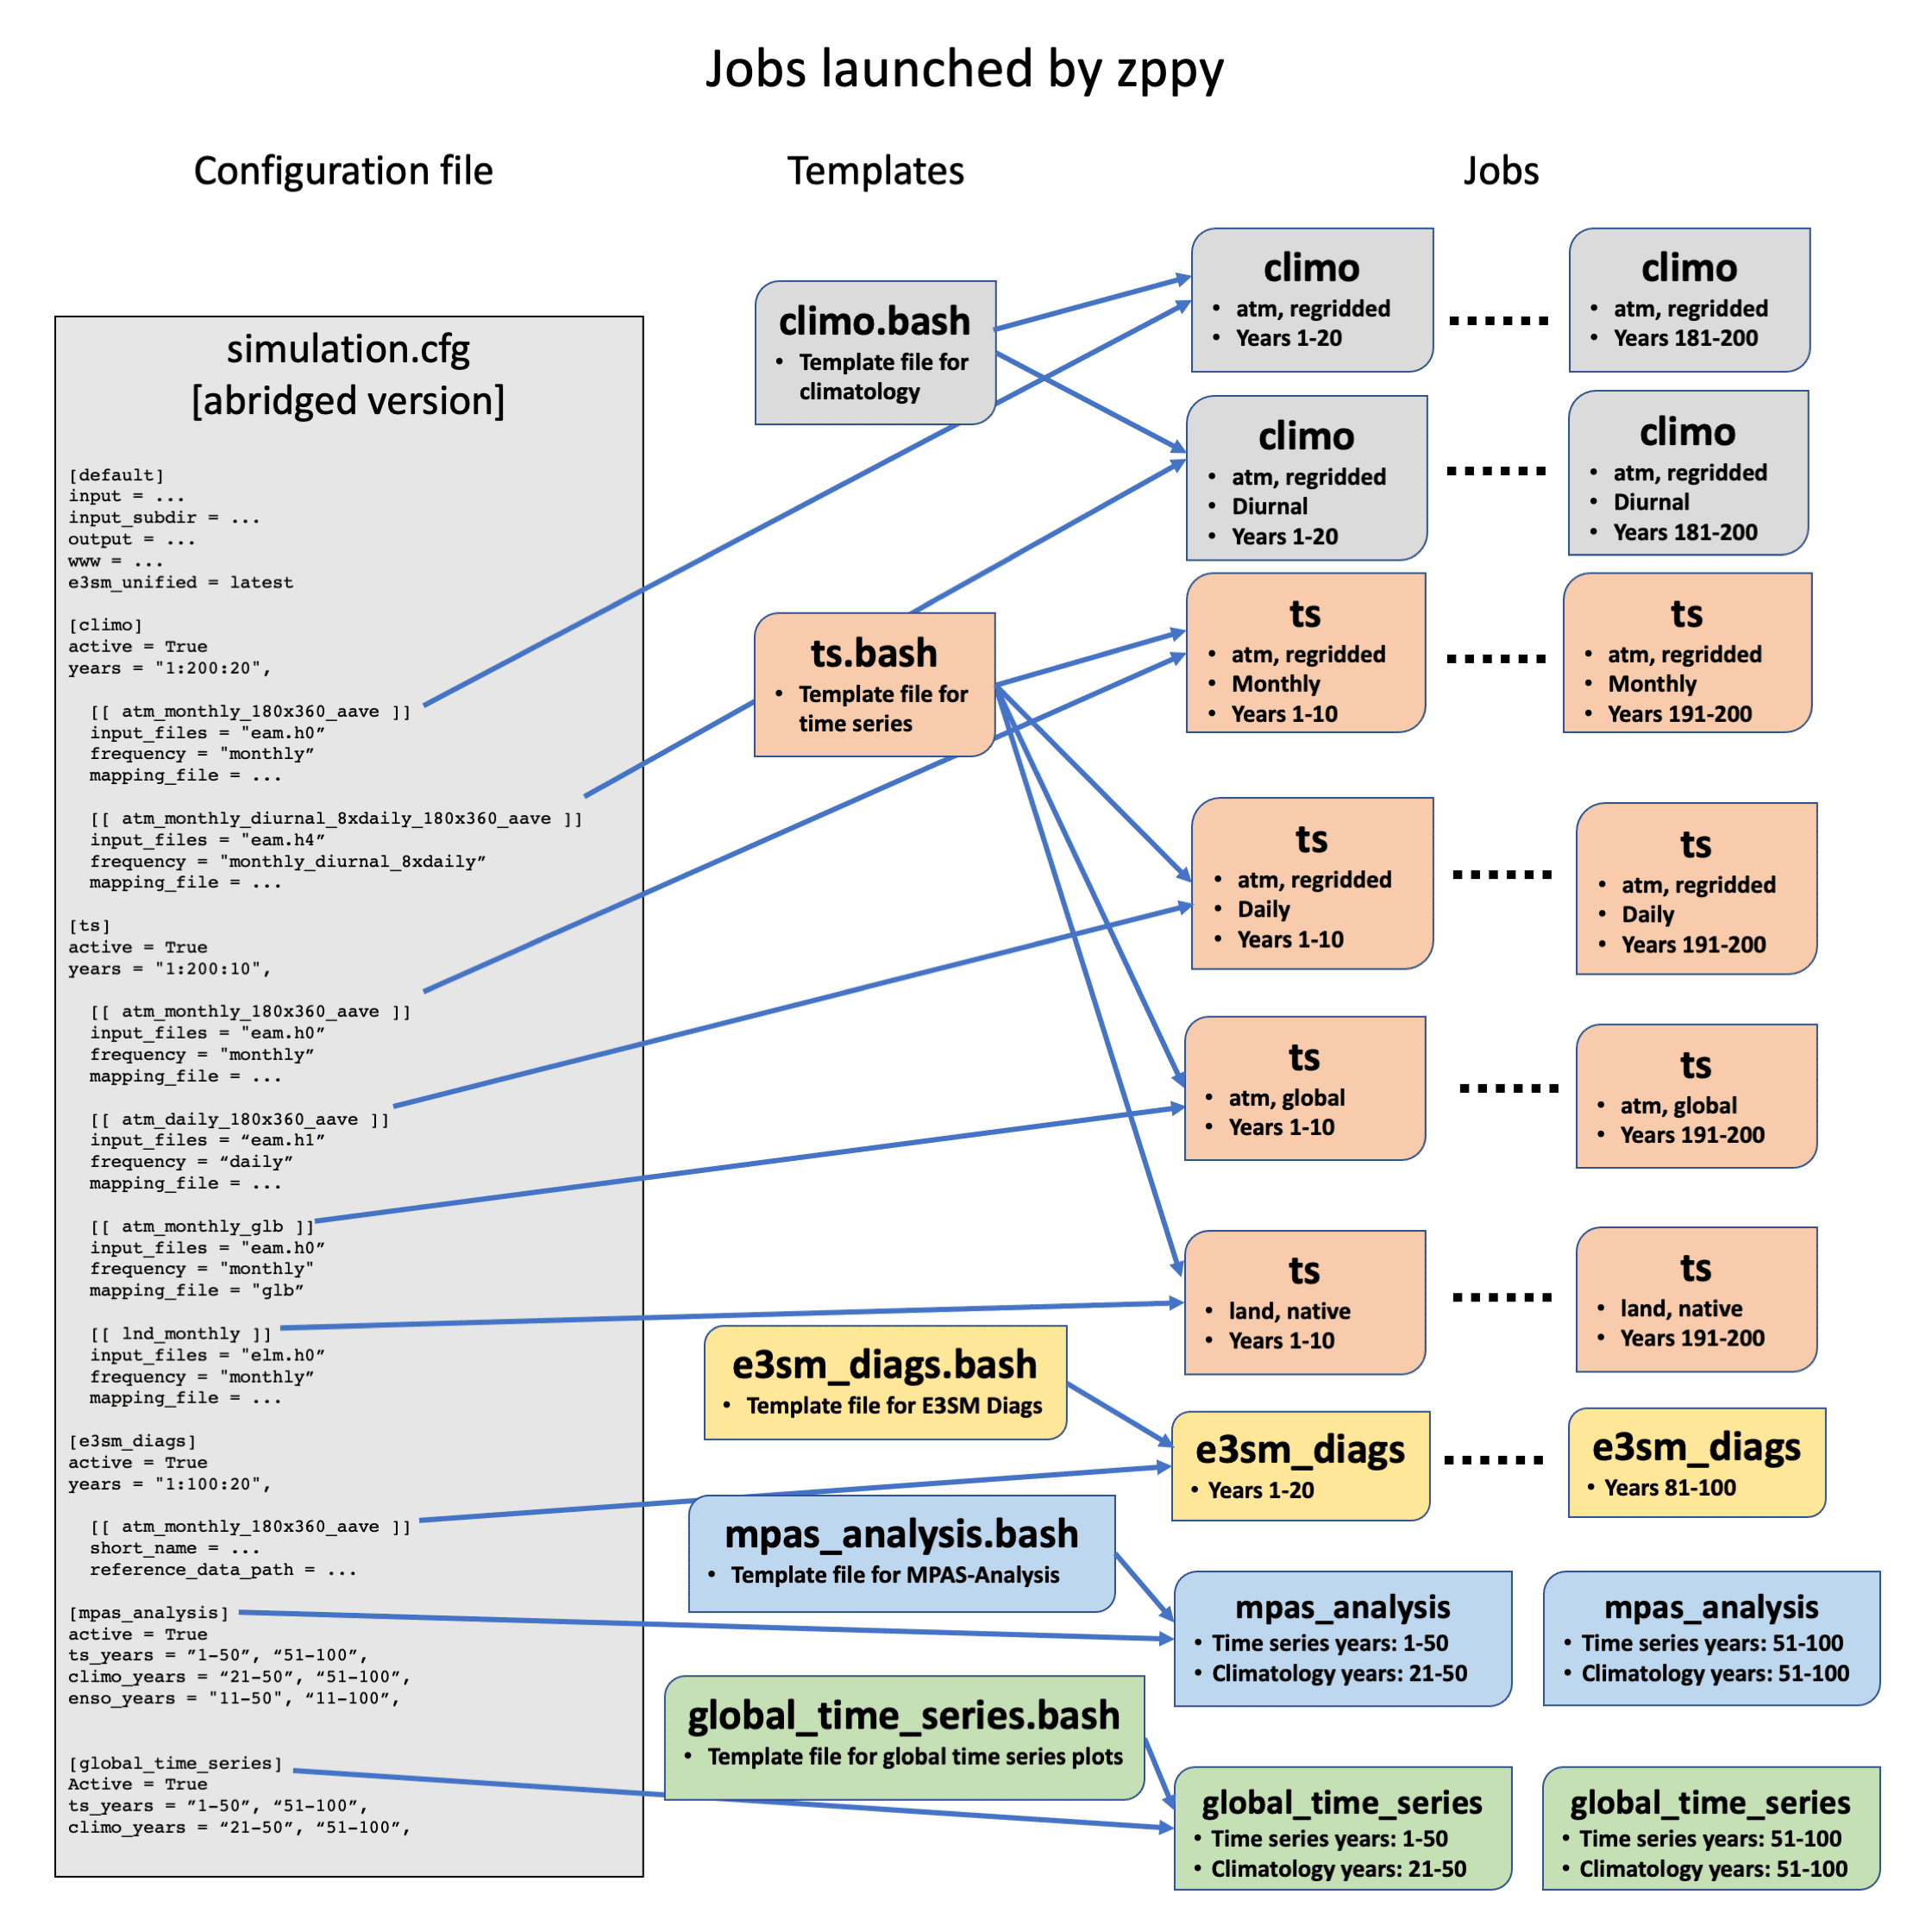 Jobs launched by zppy
Configuration file
Templates
Jobs
simulation.cfg
[abridged version]
[default]
input = ...
input_subdir = ...
output = ...
www = ...
e3sm_unified = latest
[climo]
active = True
years = "1:200:20",
[[ atm_monthly_180x360_aave ]]
input_files = "eam.h0”
frequency = "monthly”
mapping_file = ...
[[ atm_monthly_diurnal_8xdaily_180x360_aave ]]
input_files = "eam.h4”
frequency = "monthly_diurnal_8xdaily”
mapping_file = ...
[ts]
active = True
years = "1:200:10",
[[ atm_monthly_180x360_aave ]]
input_files = "eam.h0”
frequency = "monthly”
mapping_file = ...
[[ atm_daily_180x360_aave ]]
input_files = “eam.h1”
frequency = “daily”
mapping_file = ...
[[ atm_monthly_glb ]]
input_files = "eam.h0”
frequency = "monthly"
mapping_file = "glb”
[[ lnd_monthly ]]
input_files = "elm.h0”
frequency = "monthly”
mapping_file = ...
[e3sm_diags]
active = True
years = "1:100:20",
[[ atm_monthly_180x360_aave ]]
short_name = ...
reference_data_path = ...
[mpas_analysis]
active = True
ts_years = ”1-50”, “51-100”,
climo_years = “21-50”, “51-100”,
enso_years = "11-50", “11-100”,
[global_time_series]
Active = True
ts_years = ”1-50”, “51-100”,
climo_years = “21-50”, “51-100”,
climo.bash
• Template file for
climatology
ts.bash
• Template file for
time series
e3sm_diags.bash
• Template file for E3SM Diags
mpas_analysis.bash
• Template file for MPAS-Analysis
global_time_series.bash
• Template file for global time series plots
climo
• atm, regridded
• Years 1-20
......
climo
• atm, regridded
• Years 181-200
climo
• atm, regridded
• Diurnal
• Years 1-20
......
climo
• atm, regridded
• Diurnal
• Years 181-200
ts
• atm, regridded
• Monthly
• Years 1-10
......
ts
• atm, regridded
• Monthly
• Years 191-200
ts
• atm, regridded
• Daily
• Years 1-10
......
ts
• atm, regridded
• Daily
• Years 191-200
ts
• atm, global
• Years 1-10
......
ts
• atm, global
• Years 191-200
ts
• land, native
• Years 1-10
......
ts
• land, native
• Years 191-200
e3sm_diags
• Years 1-20
......
e3sm_diags
• Years 81-100
mpas_analysis
• Time series years: 1-50
• Climatology years: 21-50
mpas_analysis
• Time series years: 51-100
• Climatology years: 51-100
global_time_series
• Time series years: 1-50
• Climatology years: 21-50
global_time_series
• Time series years: 51-100
• Climatology years: 51-100